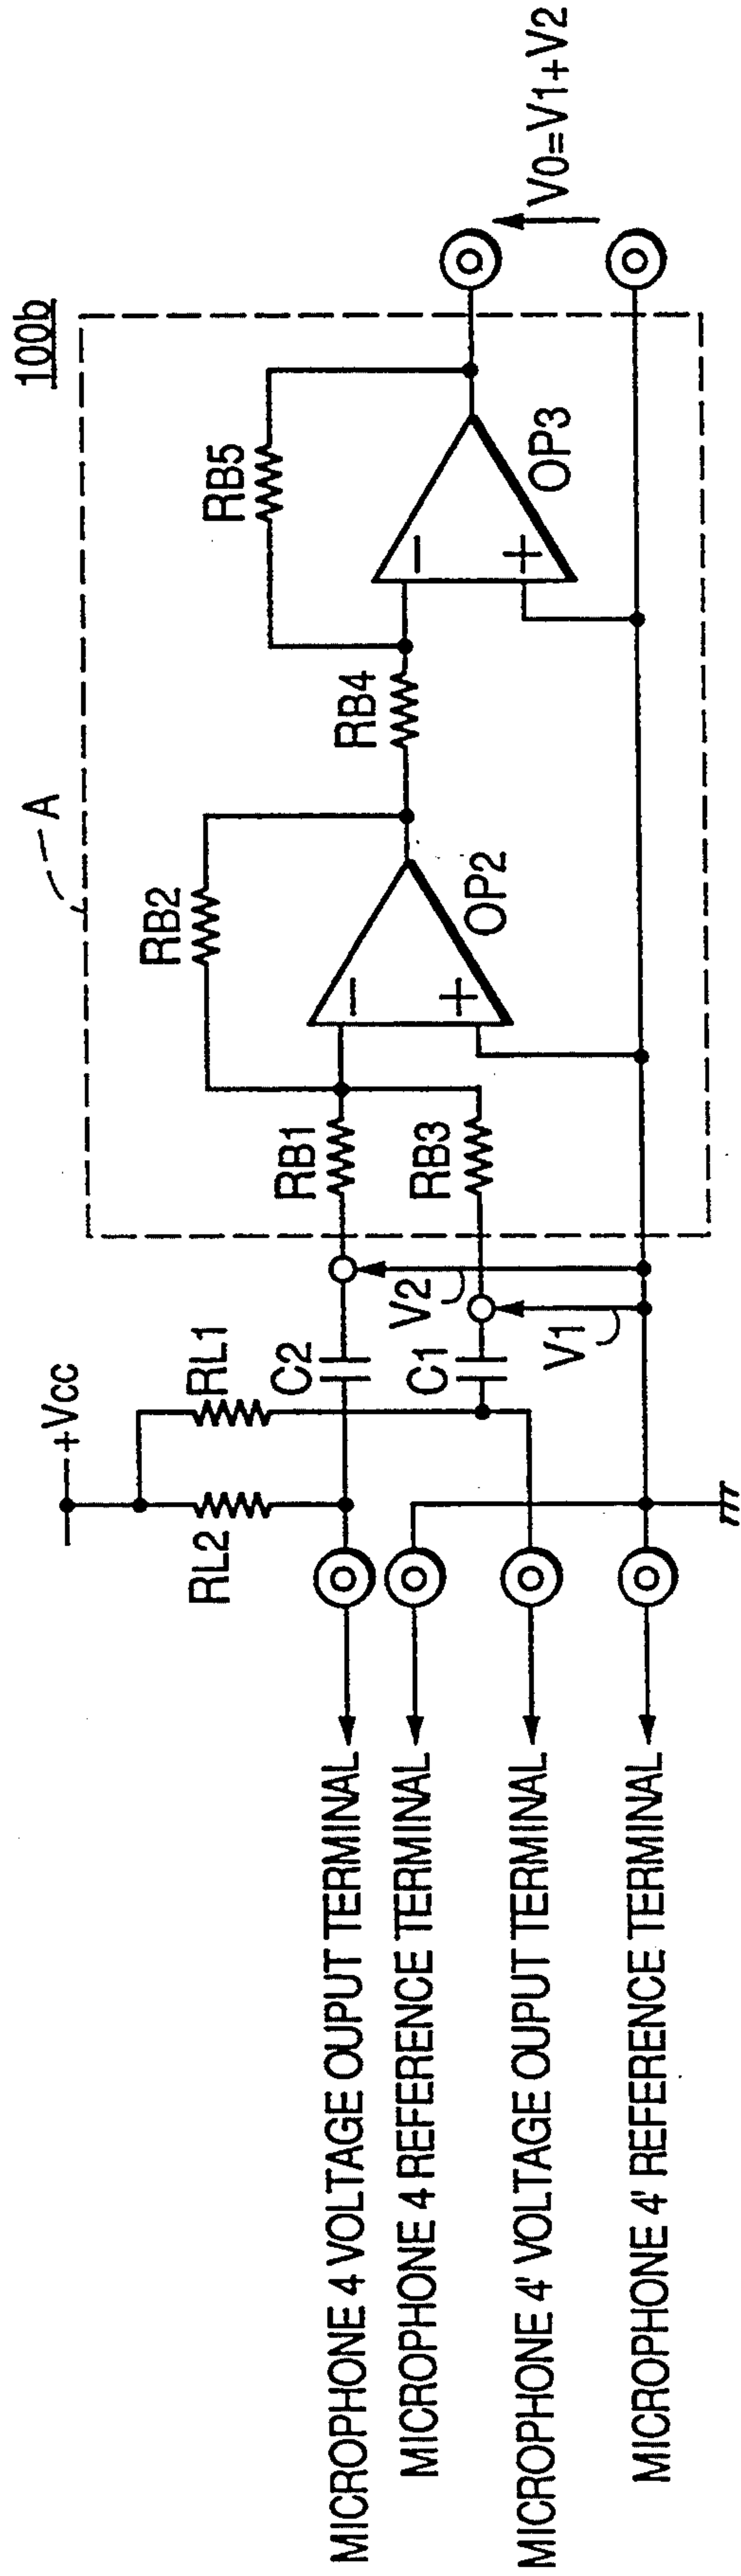 100b
A
+Vcc
RL2
RL1
C2
C1
RB1
RB3
RB2
OP2
RB4
RB5
OP3
−
+
−
+
V2
V1
V0=V1+V2
MICROPHONE 4 VOLTAGE OUPUT TERMINAL
MICROPHONE 4 REFERENCE TERMINAL
MICROPHONE 4' VOLTAGE OUPUT TERMINAL
MICROPHONE 4' REFERENCE TERMINAL